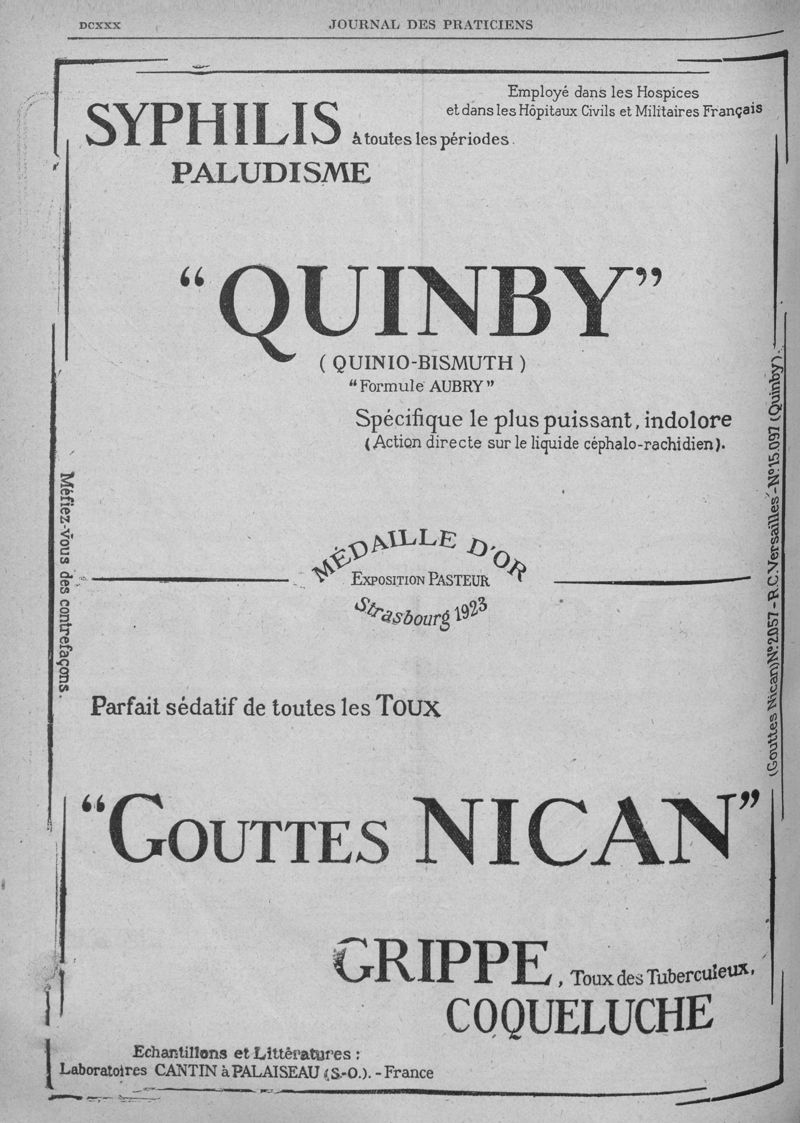 DCXXX
JOURNAL DES PRATICIENS
Employé dans les Hospices
et dans les Hôpitaux Civils et Militaires Français
SYPHILIS à toutes les périodes.
PALUDISME
“QUINBY”
( QUINIO-BISMUTH )
“Formule AUBRY”
Spécifique le plus puissant, indolore
(Action directe sur le liquide céphalo-rachidien).
Méfiez-Vous des contrefaçons.
(Gouttes Nican) N°.2057 - R.C.Versailles - N°15.097 (Quinby).
MÉDAILLE D'OR
EXPOSITION PASTEUR
Strasbourg 1923
Parfait sédatif de toutes les TOUX
“GOUTTES NICAN”
GRIPPE, Toux des Tuberculeux,
COQUELUCHE
Echantillons et Littératures :
Laboratoires CANTIN à PALAISEAU (S.-O.). - France